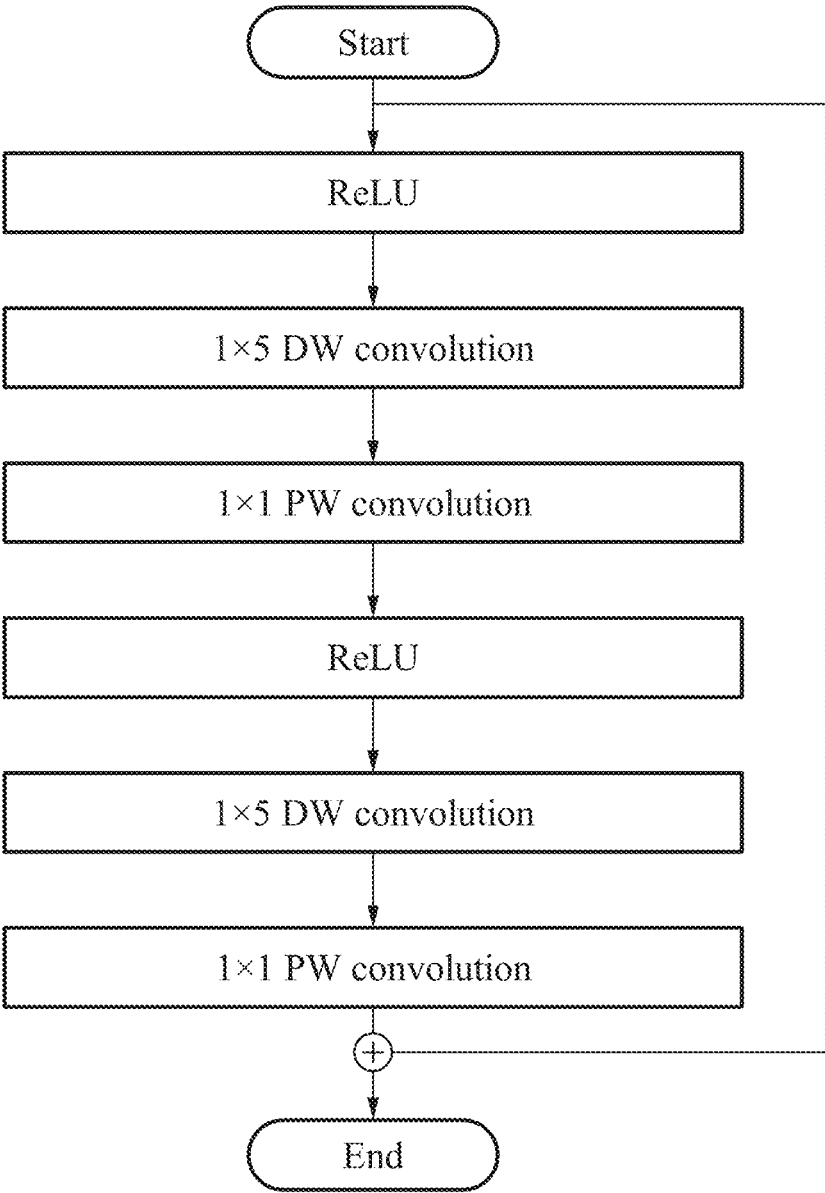 Start
ReLU
1×5 DW convolution
1×1 PW convolution
ReLU
1×5 DW convolution
1×1 PW convolution
+
End